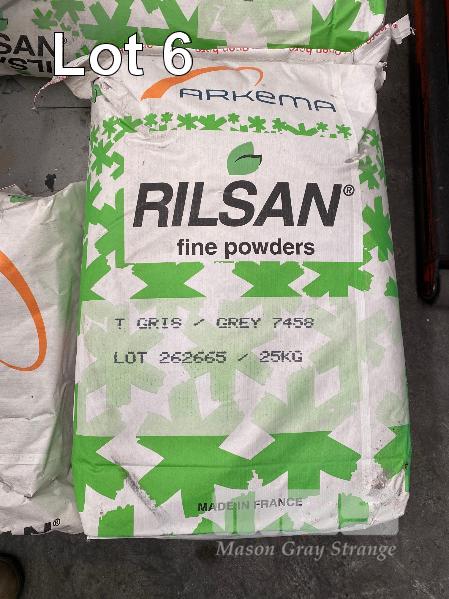 Lot 6
ARKEMA
RILSAN®
fine powders
T GRIS / GREY 7458
LOT 262665 / 25KG
MADE IN FRANCE
Mason Gray Strange